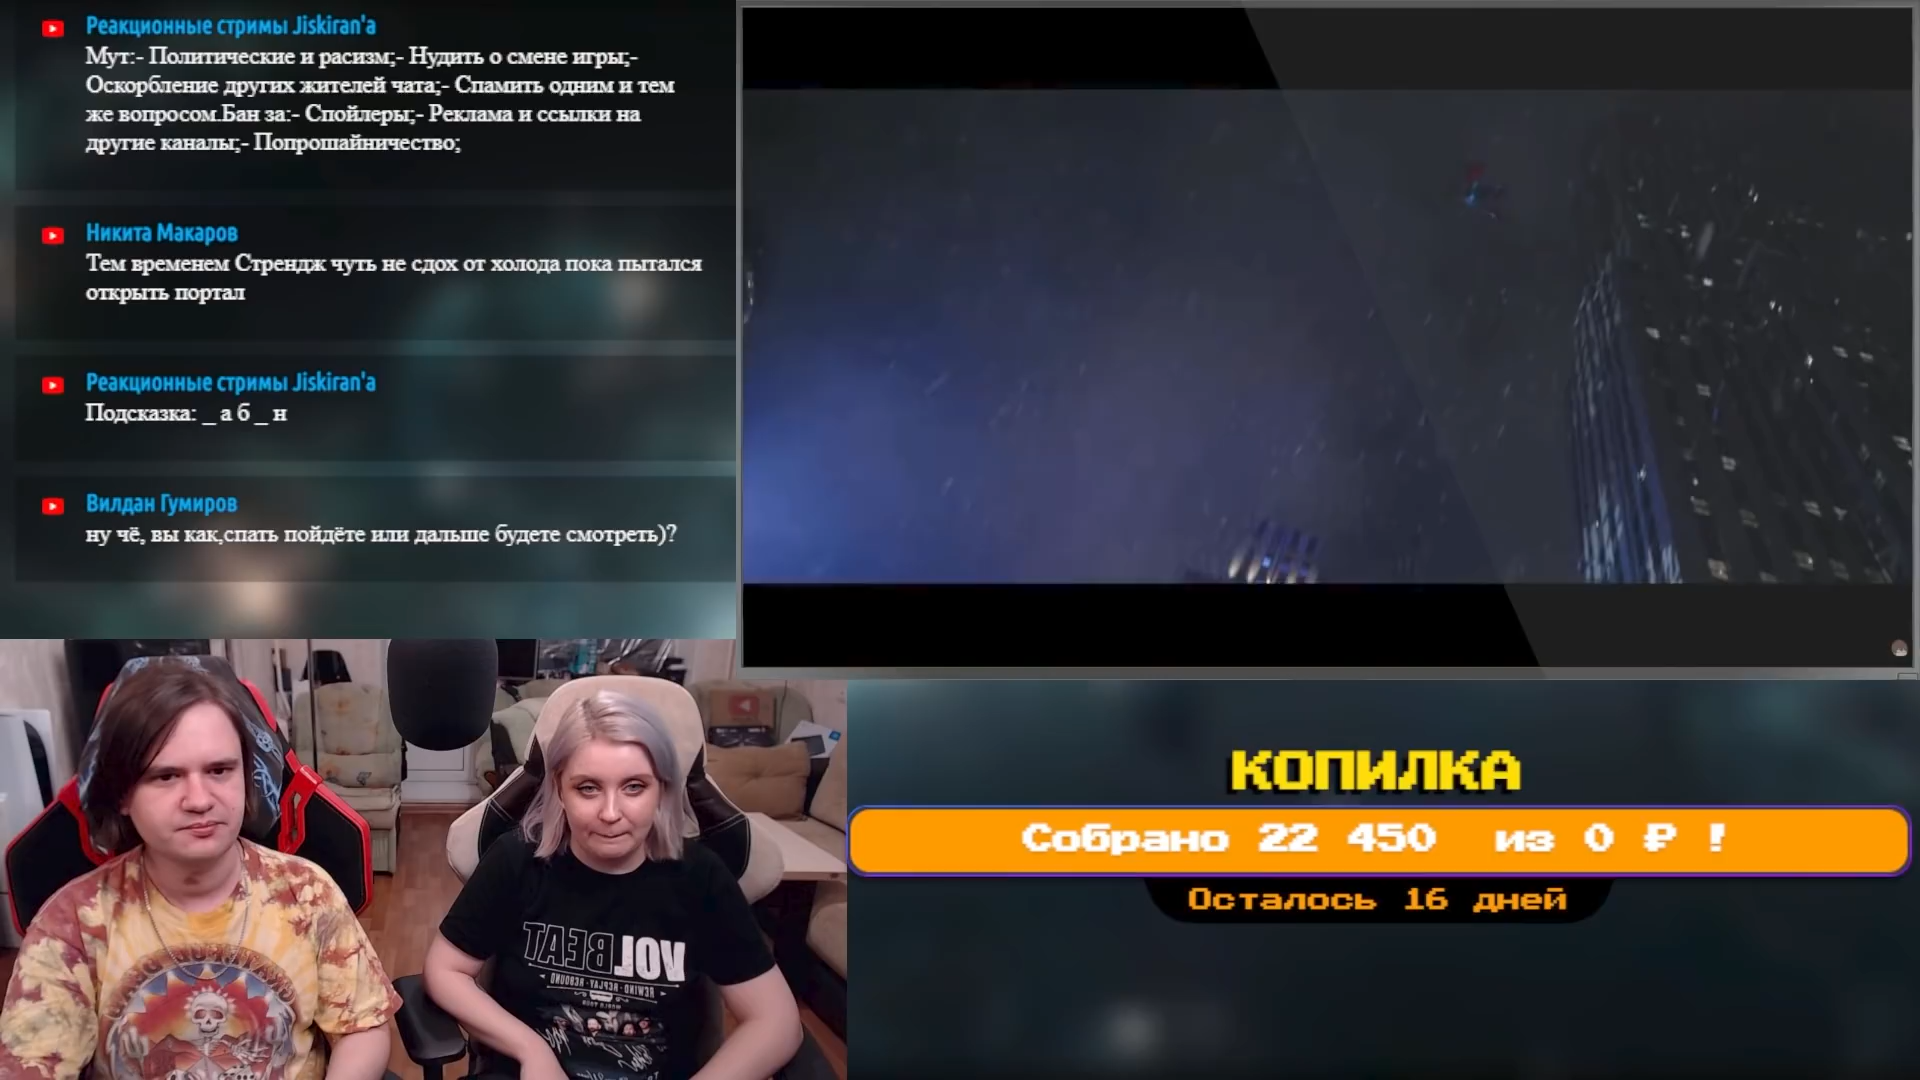 Реакционные стримы Jiskiran'a
Мут:- Политические и расизм;- Нудить о смене игры;-
Оскорбление других жителей чата;- Спамить одним и тем
же вопросом.Бан за:- Спойлеры;- Реклама и ссылки на
другие каналы;- Попрошайничество;
Никита Макаров
Тем временем Стрендж чуть не сдох от холода пока пытался
открыть портал
Реакционные стримы Jiskiran'a
Подсказка: _ а б _ н
Вилдан Гумиров
ну чё, вы как,спать пойдёте или дальше будете смотреть)?
КОПИЛКА
Собрано 22 450 из 0 ₽ !
Осталось 16 дней
VOLBEAT
REWIND · REPLAY · REBOUND